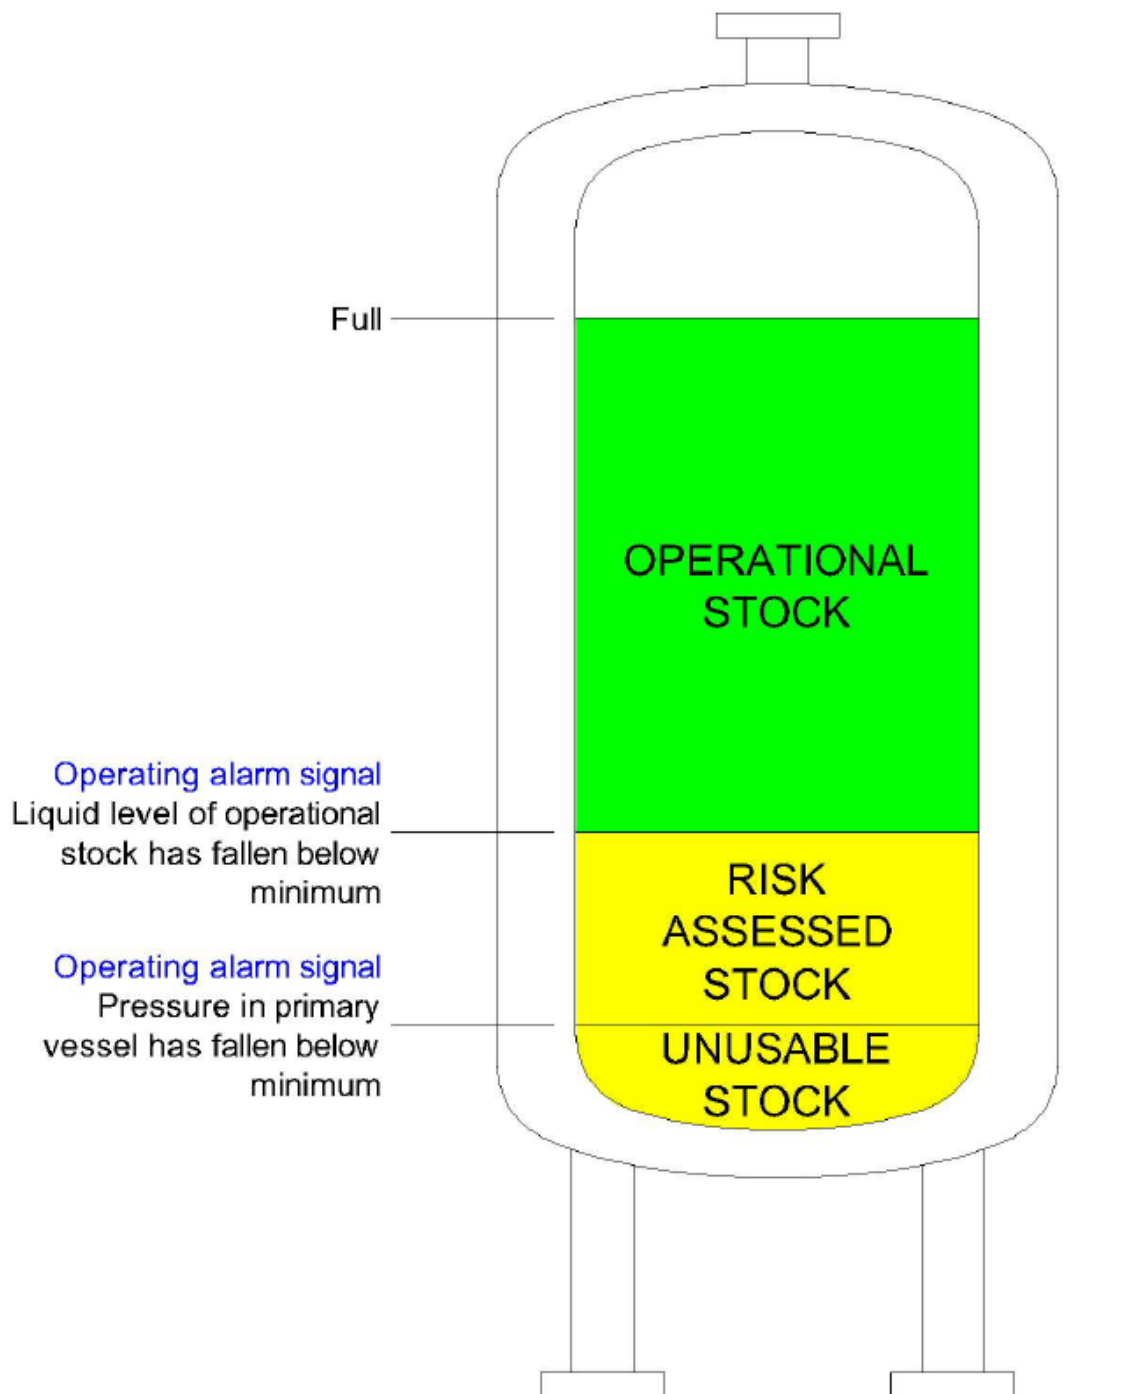 Full
OPERATIONAL
STOCK
Operating alarm signal
Liquid level of operational
stock has fallen below
minimum
RISK
ASSESSED
STOCK
Operating alarm signal
Pressure in primary
vessel has fallen below
minimum
UNUSABLE
STOCK